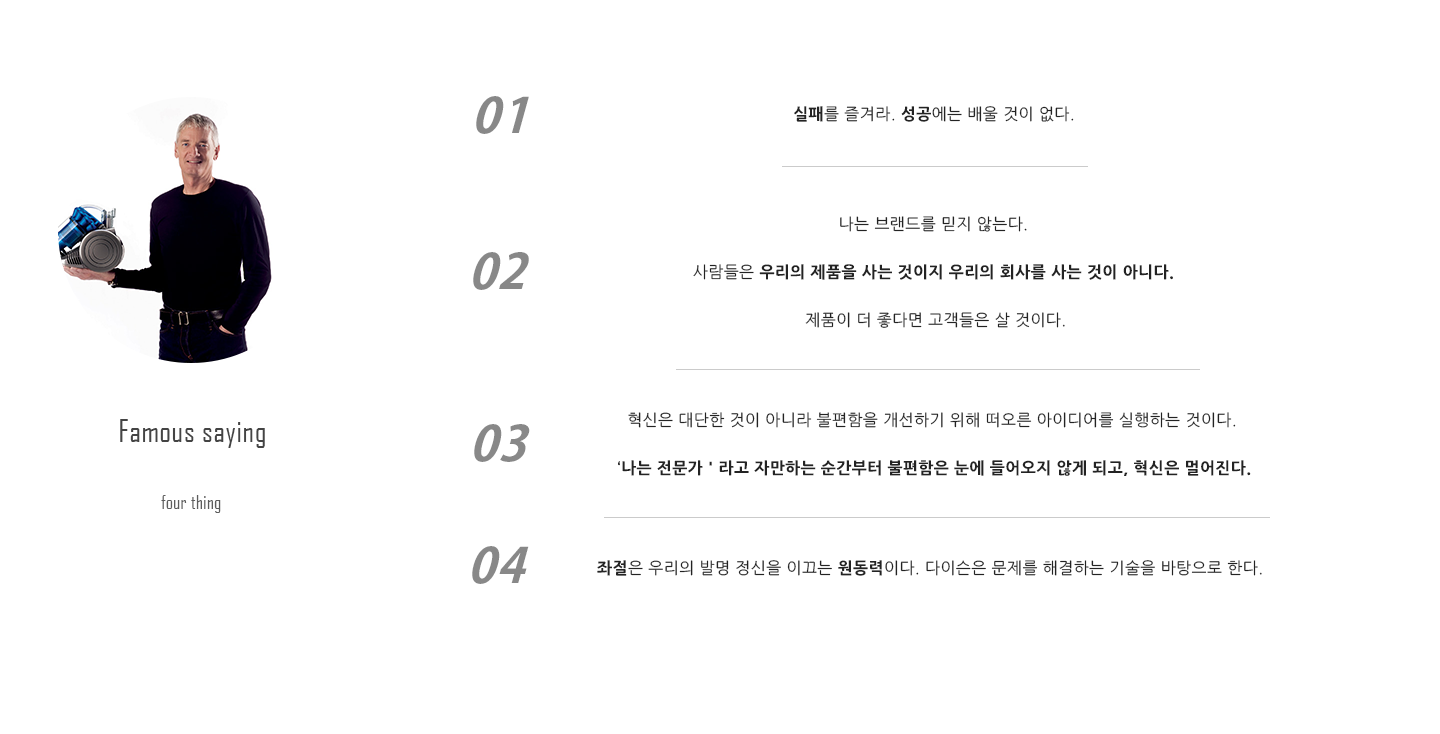 Famous saying
four thing
01
실패를 즐겨라. 성공에는 배울 것이 없다.
02
나는 브랜드를 믿지 않는다.
사람들은 우리의 제품을 사는 것이지 우리의 회사를 사는 것이 아니다.
제품이 더 좋다면 고객들은 살 것이다.
03
혁신은 대단한 것이 아니라 불편함을 개선하기 위해 떠오른 아이디어를 실행하는 것이다.
‘나는 전문가 ' 라고 자만하는 순간부터 불편함은 눈에 들어오지 않게 되고, 혁신은 멀어진다.
04
좌절은 우리의 발명 정신을 이끄는 원동력이다. 다이슨은 문제를 해결하는 기술을 바탕으로 한다.